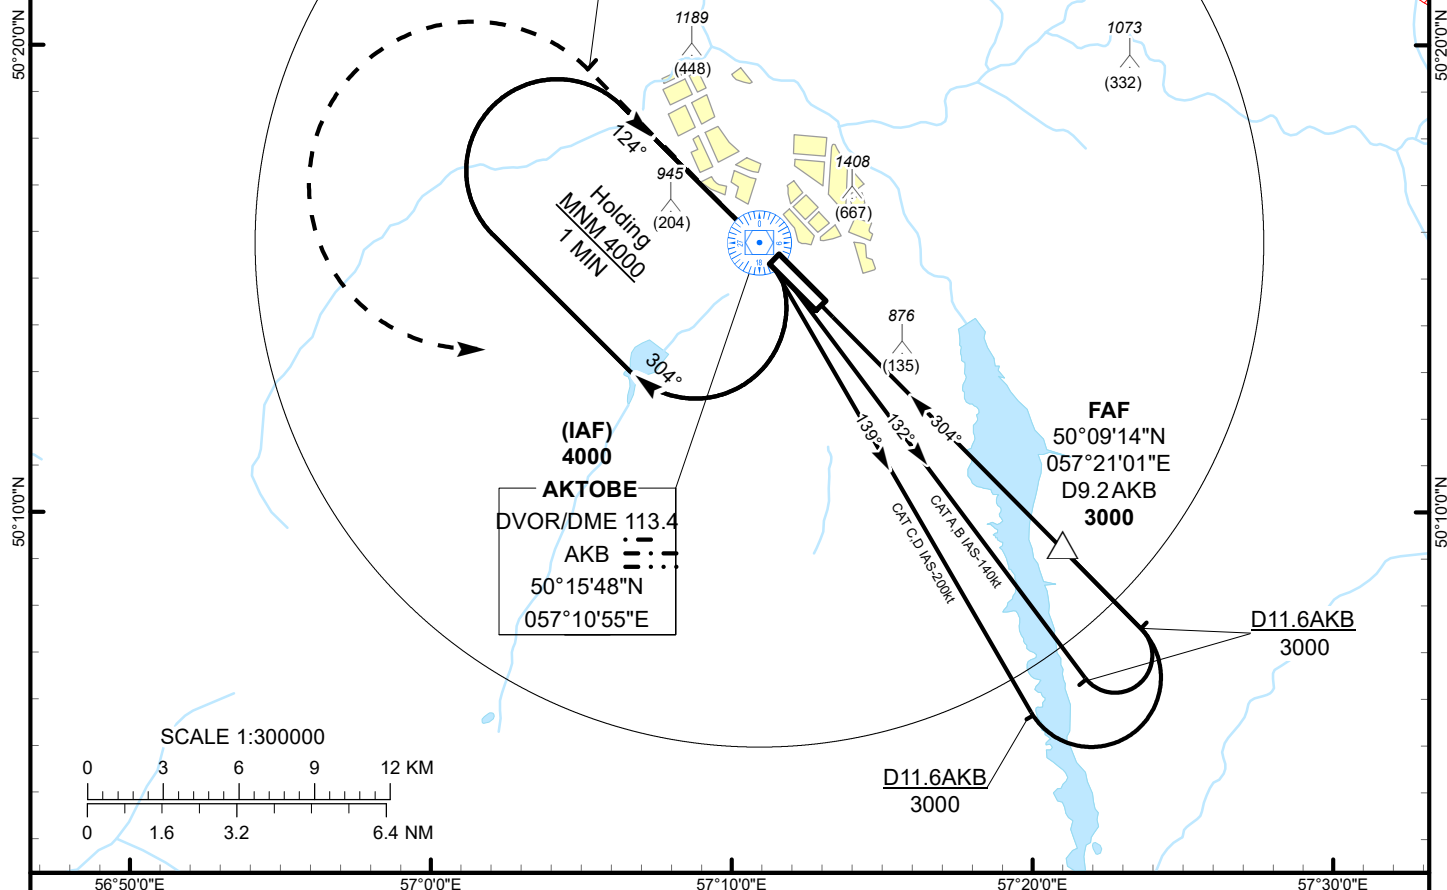 50°20'0"N
50°20'0"N
1189
(448)
1073
(332)
124°
945
(204)
1408
(667)
Holding
MNM 4000
1 MIN
0
6
18
27
876
(135)
304°
139°
132°
304°
CAT C,D IAS-200kt
CAT A,B IAS-140kt
FAF
50°09'14"N
057°21'01"E
D9.2AKB
3000
(IAF)
4000
AKTOBE
DVOR/DME 113.4
AKB
50°15'48"N
057°10'55"E
50°10'0"N
50°10'0"N
D11.6AKB
3000
D11.6AKB
3000
SCALE 1:300000
0 3 6 9 12 KM
0 1.6 3.2 6.4 NM
56°50'0"E 57°0'0"E 57°10'0"E 57°20'0"E 57°30'0"E